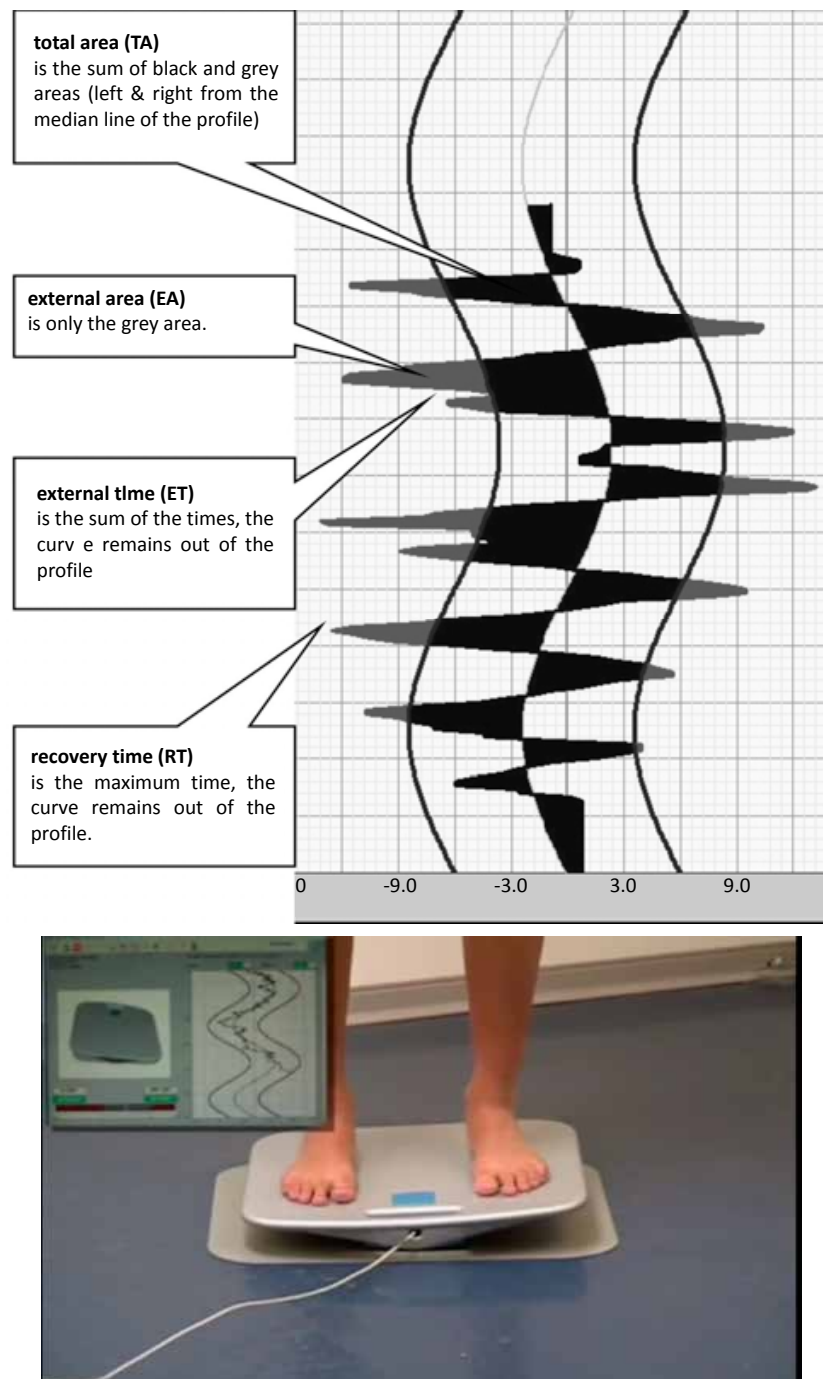 total area (TA)
is the sum of black and grey
areas (left & right from the
median line of the profile)
external area (EA)
is only the grey area.
external tIme (ET)
is the sum of the times, the
curv e remains out of the
profile
recovery time (RT)
is the maximum time, the
curve remains out of the
profile.
0 -9.0 -3.0 3.0 9.0